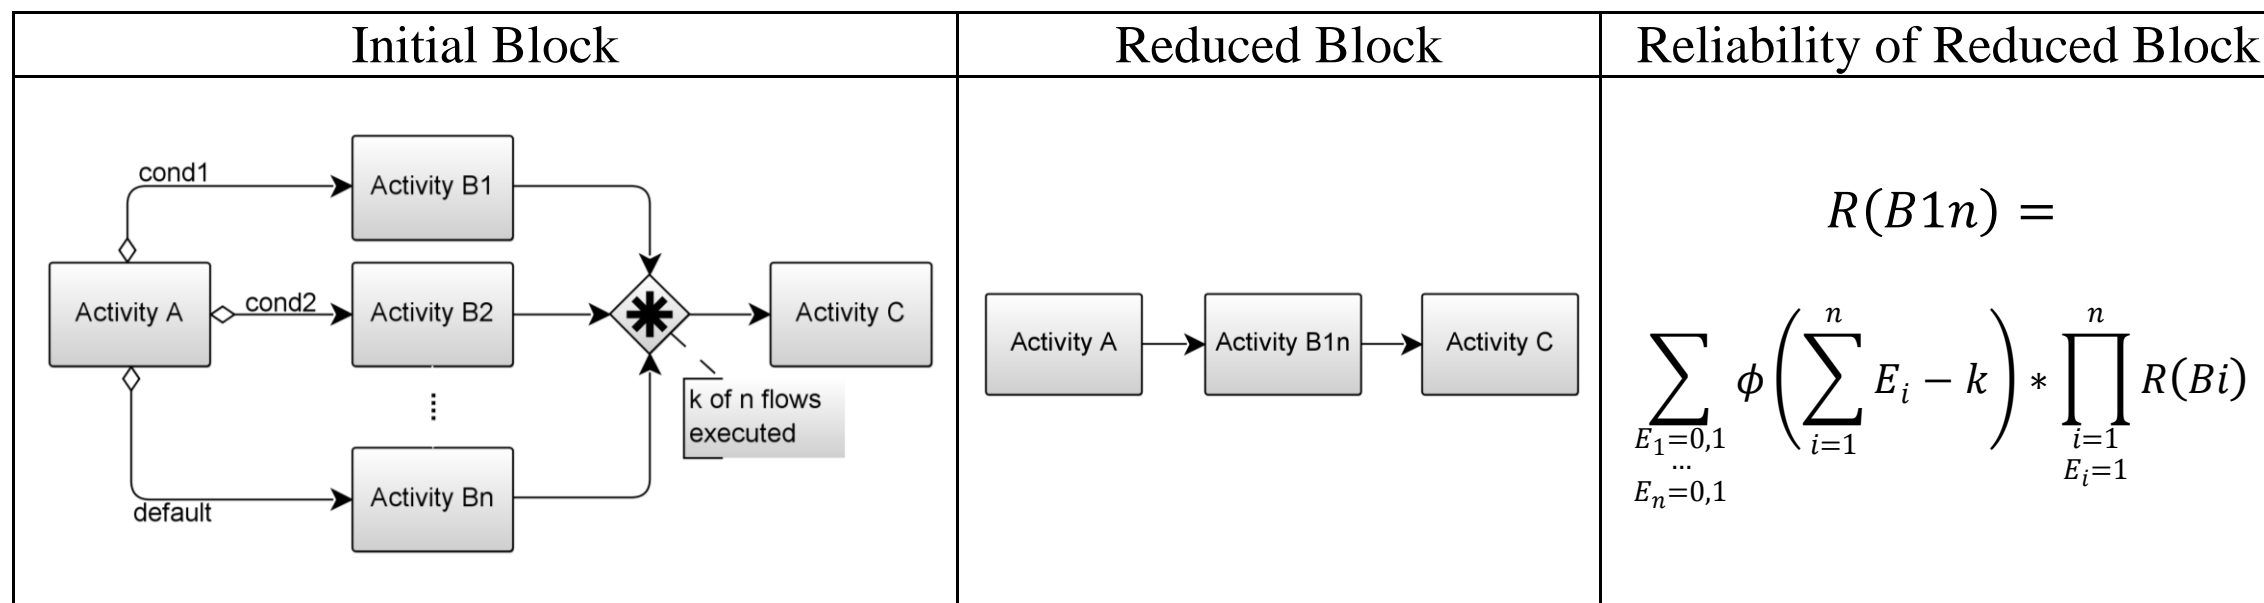 Initial Block
Reduced Block
Reliability of Reduced Block
cond1
Activity B1
Activity A
cond2
Activity B2
Activity C
k of n flows
executed
default
Activity Bn
Activity A
Activity B1n
Activity C
R(B1n) =
∑ ϕ(∑ E_i − k) * ∏ R(Bi)
n
i=1
n
i=1
E_i=1
E_1=0,1
...
E_n=0,1